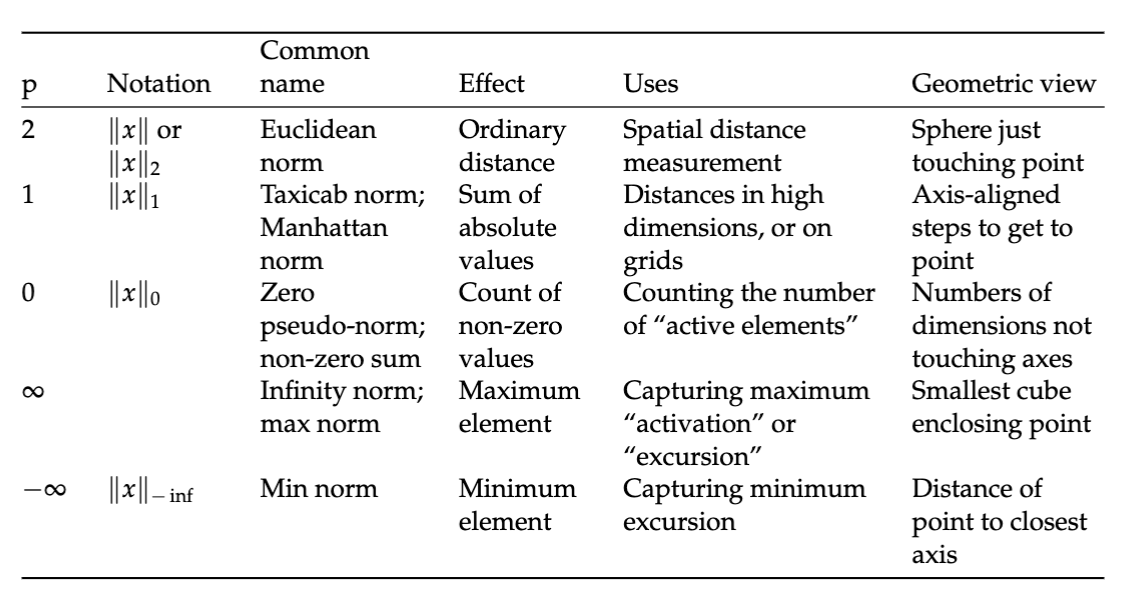 Common
p Notation name Effect Uses Geometric view
2 ∥x∥ or Euclidean Ordinary Spatial distance Sphere just
∥x∥2 norm distance measurement touching point
1 ∥x∥1 Taxicab norm; Sum of Distances in high Axis-aligned
Manhattan absolute dimensions, or on steps to get to
norm values grids point
0 ∥x∥0 Zero Count of Counting the number Numbers of
pseudo-norm; non-zero of “active elements” dimensions not
non-zero sum values touching axes
∞ Infinity norm; Maximum Capturing maximum Smallest cube
max norm element “activation” or enclosing point
“excursion”
−∞ ∥x∥− inf Min norm Minimum Capturing minimum Distance of
element excursion point to closest
axis